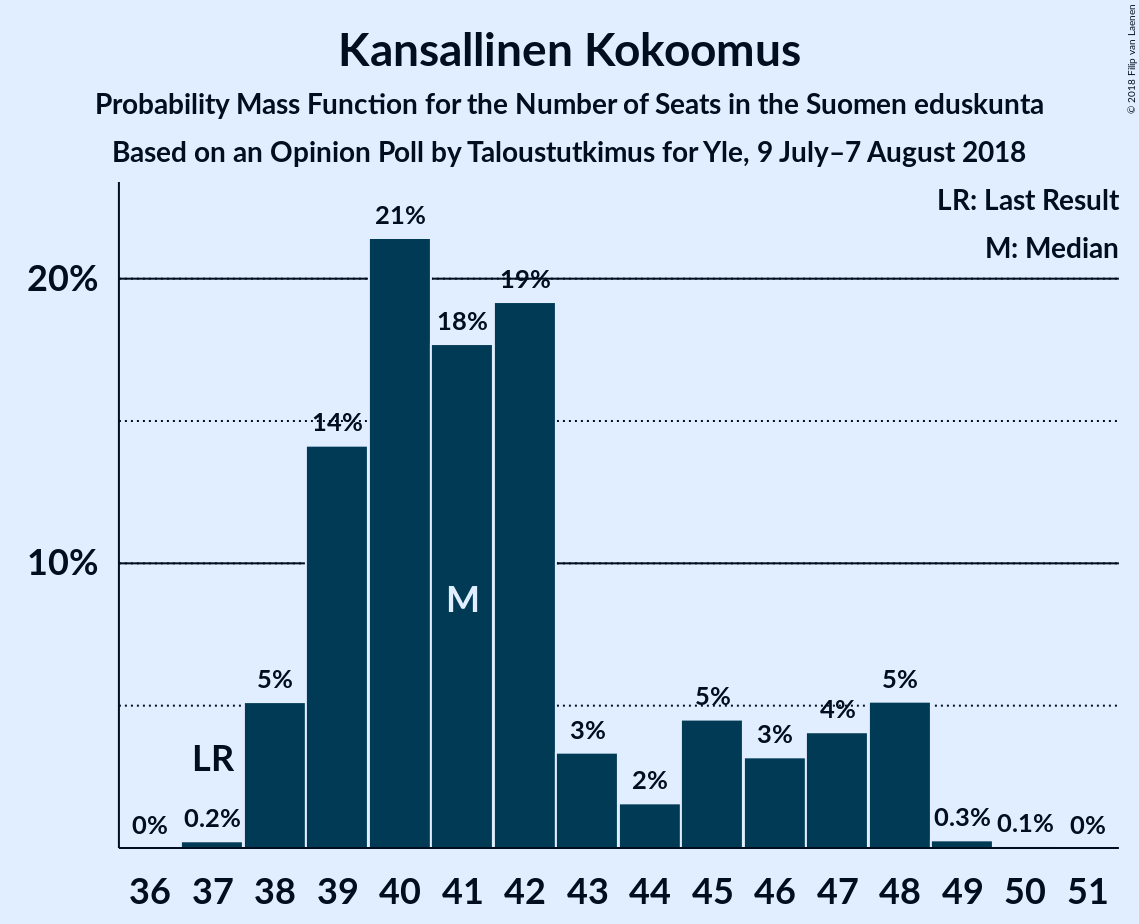 Kansallinen Kokoomus
Probability Mass Function for the Number of Seats in the Suomen eduskunta
Based on an Opinion Poll by Taloustutkimus for Yle, 9 July–7 August 2018
© 2018 Filip van Laenen
LR: Last Result
M: Median
20%
10%
0%
0.2%
5%
14%
21%
18%
19%
3%
2%
5%
3%
4%
5%
0.3%
0.1%
0%
LR
M
36 37 38 39 40 41 42 43 44 45 46 47 48 49 50 51